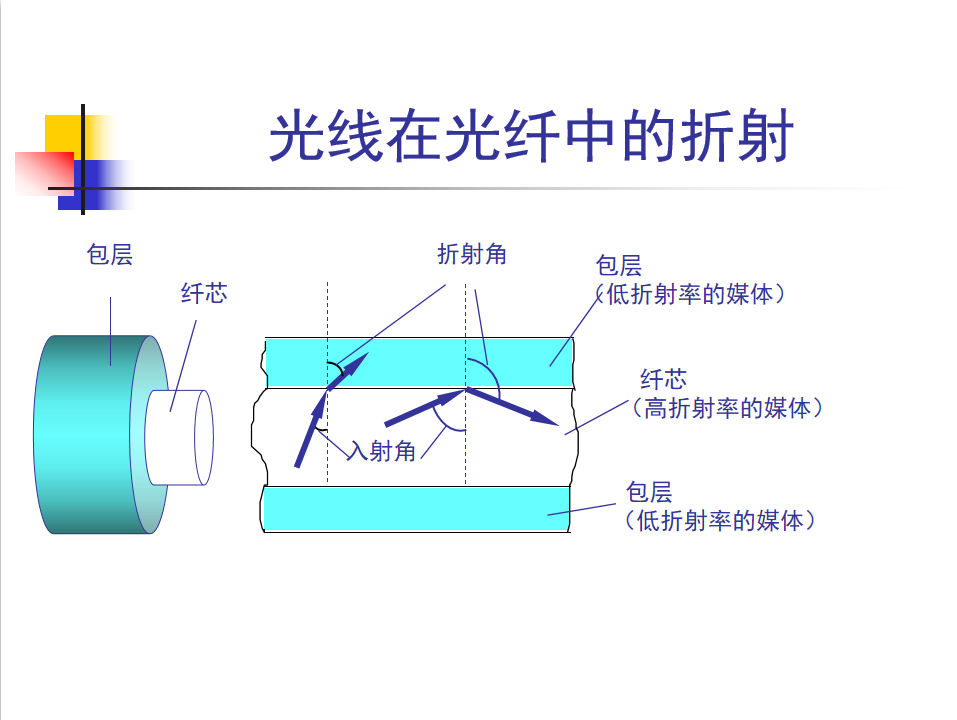 光线在光纤中的折射
包层
纤芯
折射角
包层
（低折射率的媒体）
纤芯
（高折射率的媒体）
入射角
包层
（低折射率的媒体）